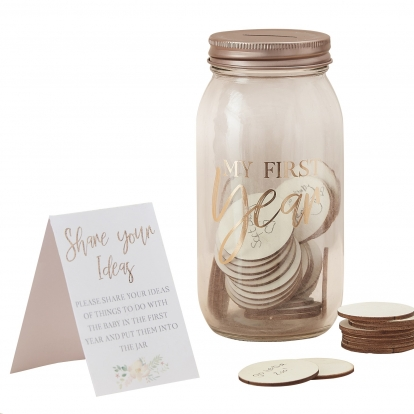 MY FIRST
Year
Share your
Ideas
PLEASE SHARE YOUR IDEAS
OF THINGS TO DO WITH
THE BABY IN THE FIRST
YEAR AND PUT THEM INTO
THE JAR